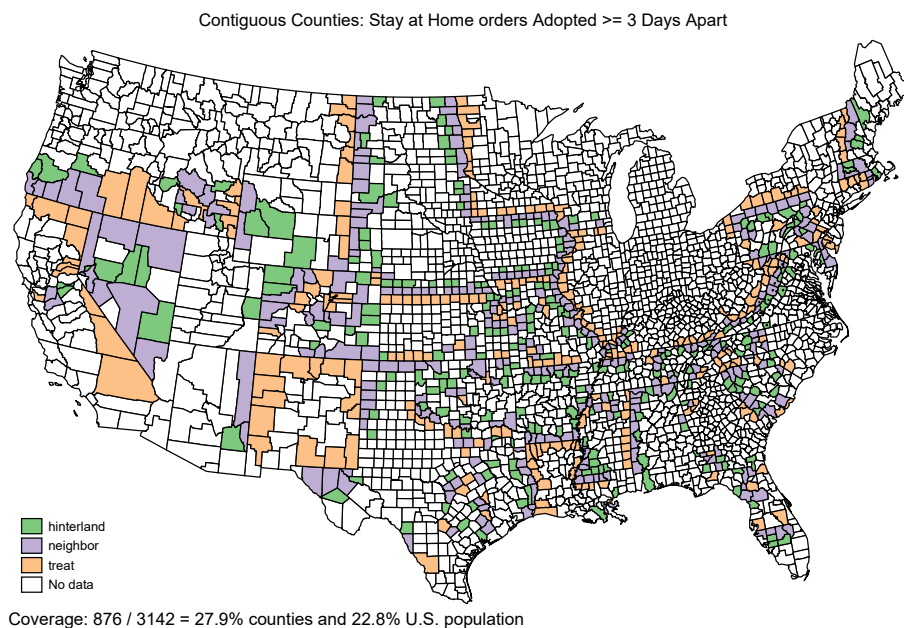 Contiguous Counties: Stay at Home orders Adopted >= 3 Days Apart
hinterland
neighbor
treat
No data
Coverage: 876 / 3142 = 27.9% counties and 22.8% U.S. population